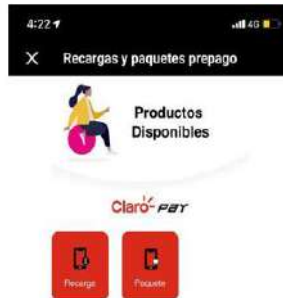 4:22
4G
X Recargas y paquetes prepago
Productos
Disponibles
Claro-pay
Recarga
Paquete